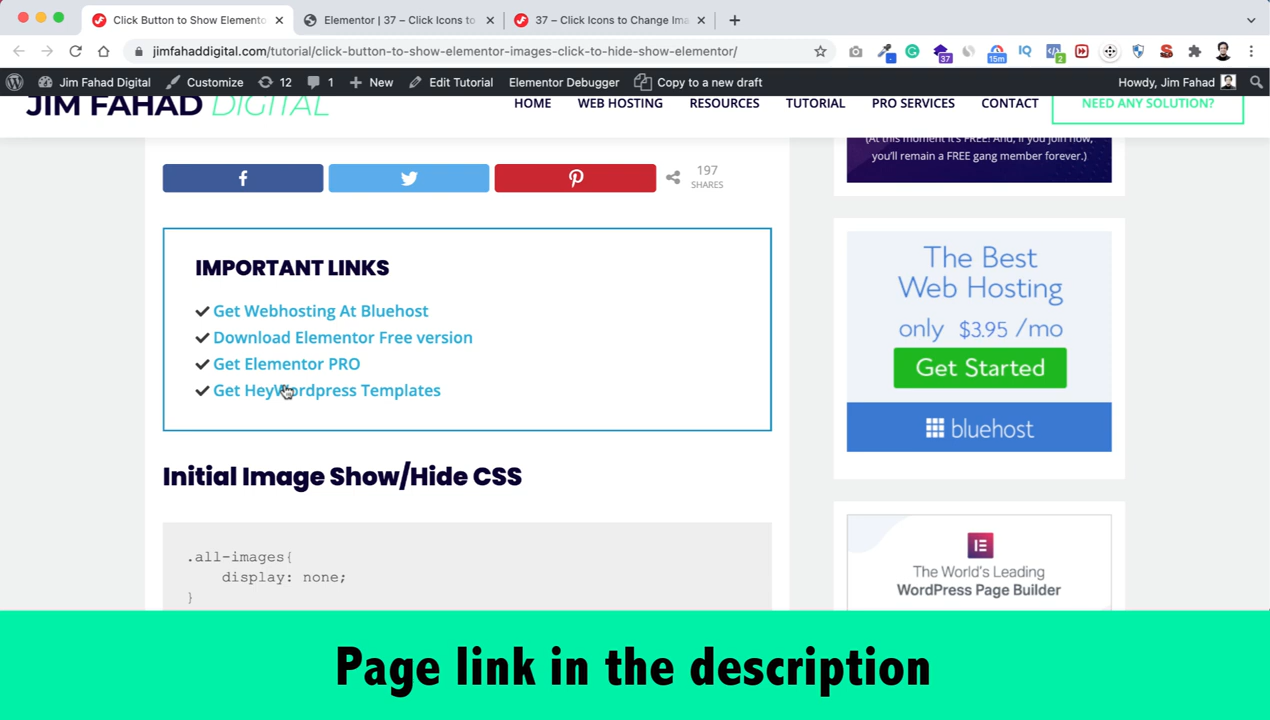 Click Button to Show Elemento
Elementor | 37 – Click Icons to
37 – Click Icons to Change Ima
jimfahaddigital.com/tutorial/click-button-to-show-elementor-images-click-to-hide-show-elementor/
37
15m
IQ
2
Jim Fahad Digital
Customize
12
1
New
Edit Tutorial
Elementor Debugger
Copy to a new draft
Howdy, Jim Fahad
JIM FAHAD DIGITAL
HOME
WEB HOSTING
RESOURCES
TUTORIAL
PRO SERVICES
CONTACT
NEED ANY SOLUTION?
(At this moment it's FREE! And, if you join now,
you'll remain a FREE gang member forever.)
197
SHARES
IMPORTANT LINKS
Get Webhosting At Bluehost
Download Elementor Free version
Get Elementor PRO
Get HeyWordpress Templates
The Best
Web Hosting
only $3.95 /mo
Get Started
bluehost
Initial Image Show/Hide CSS
.all-images{
display: none;
}
The World's Leading
WordPress Page Builder
Page link in the description